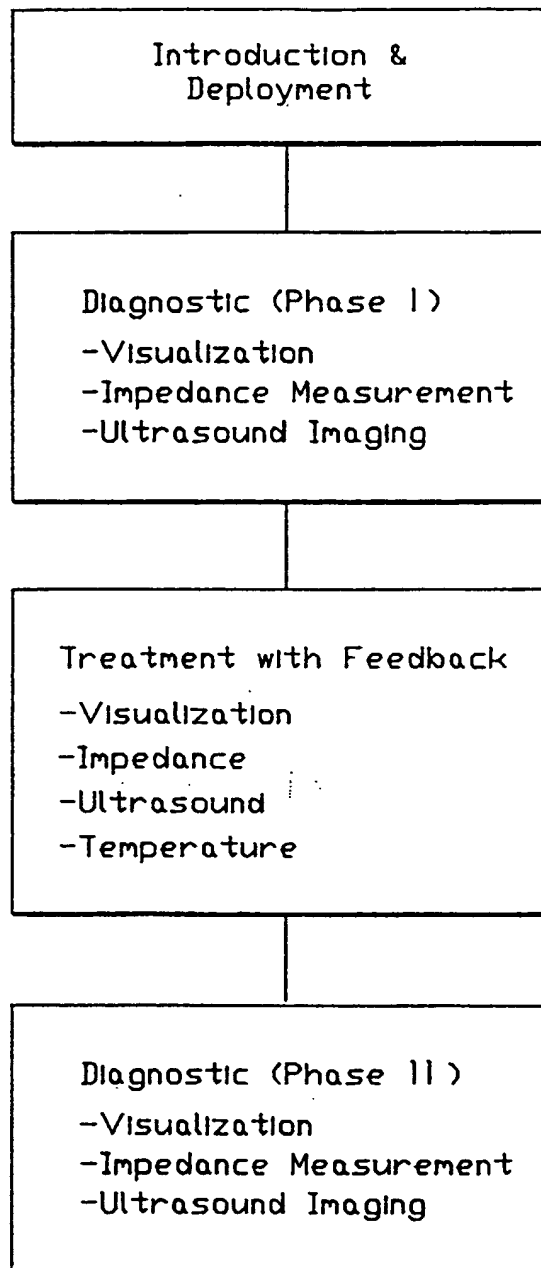 Introduction &
Deployment
Diagnostic (Phase I)
-Visualization
-Impedance Measurement
-Ultrasound Imaging
Treatment with Feedback
-Visualization
-Impedance
-Ultrasound
-Temperature
Diagnostic (Phase II)
-Visualization
-Impedance Measurement
-Ultrasound Imaging